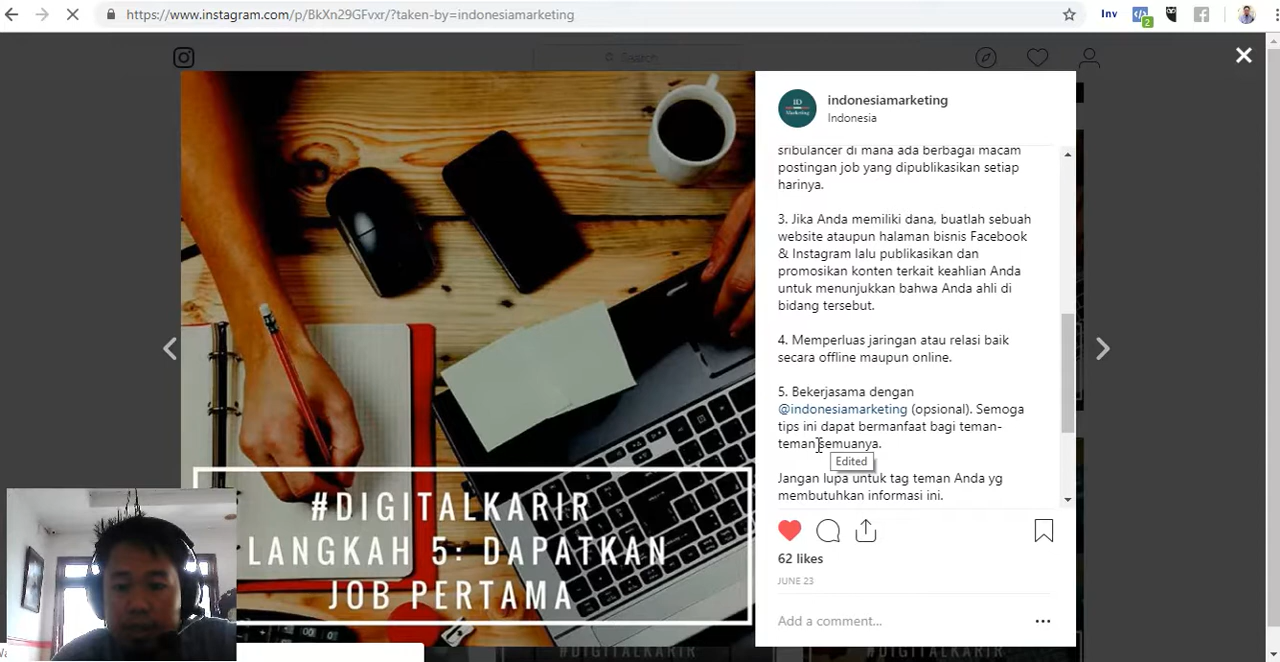 https://www.instagram.com/p/BkXn29GFvxr/?taken-by=indonesiamarketing
Inv
2
Search
indonesiamarketing
Indonesia
ID
Marketing
sribulancer di mana ada berbagai macam
postingan job yang dipublikasikan setiap
harinya.
3. Jika Anda memiliki dana, buatlah sebuah
website ataupun halaman bisnis Facebook
& Instagram lalu publikasikan dan
promosikan konten terkait keahlian Anda
untuk menunjukkan bahwa Anda ahli di
bidang tersebut.
4. Memperluas jaringan atau relasi baik
secara offline maupun online.
5. Bekerjasama dengan
@indonesiamarketing (opsional). Semoga
tips ini dapat bermanfaat bagi teman-
teman semuanya.
Edited
Jangan lupa untuk tag teman Anda yg
membutuhkan informasi ini.
62 likes
JUNE 23
Add a comment...
#DIGITALKARIR
LANGKAH 5: DAPATKAN
JOB PERTAMA
#DIGITALKARIR